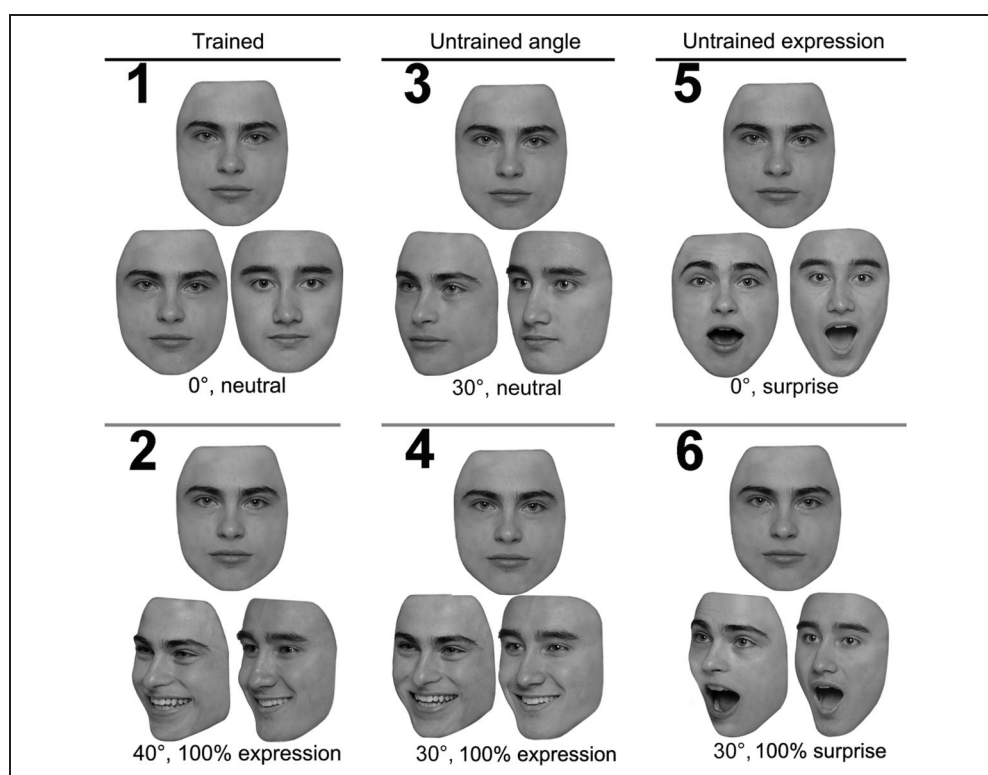 Trained
Untrained angle
Untrained expression
1
3
5
0°, neutral
30°, neutral
0°, surprise
2
4
6
40°, 100% expression
30°, 100% expression
30°, 100% surprise